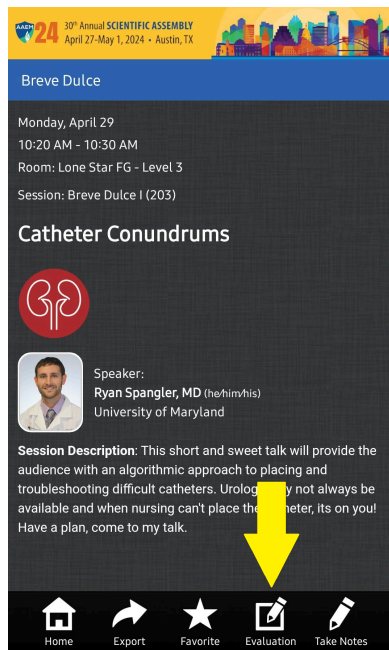 AAEM 24
30th Annual SCIENTIFIC ASSEMBLY
April 27-May 1, 2024 • Austin, TX
Breve Dulce
Monday, April 29
10:20 AM - 10:30 AM
Room: Lone Star FG - Level 3
Session: Breve Dulce I (203)
Catheter Conundrums
Speaker:
Ryan Spangler, MD (he/him/his)
University of Maryland
Session Description: This short and sweet talk will provide the
audience with an algorithmic approach to placing and
troubleshooting difficult catheters. Urology not always be
available and when nursing can't place the, its on you!
Have a plan, come to my talk.
Home
Export
Favorite
Evaluation
Take Notes